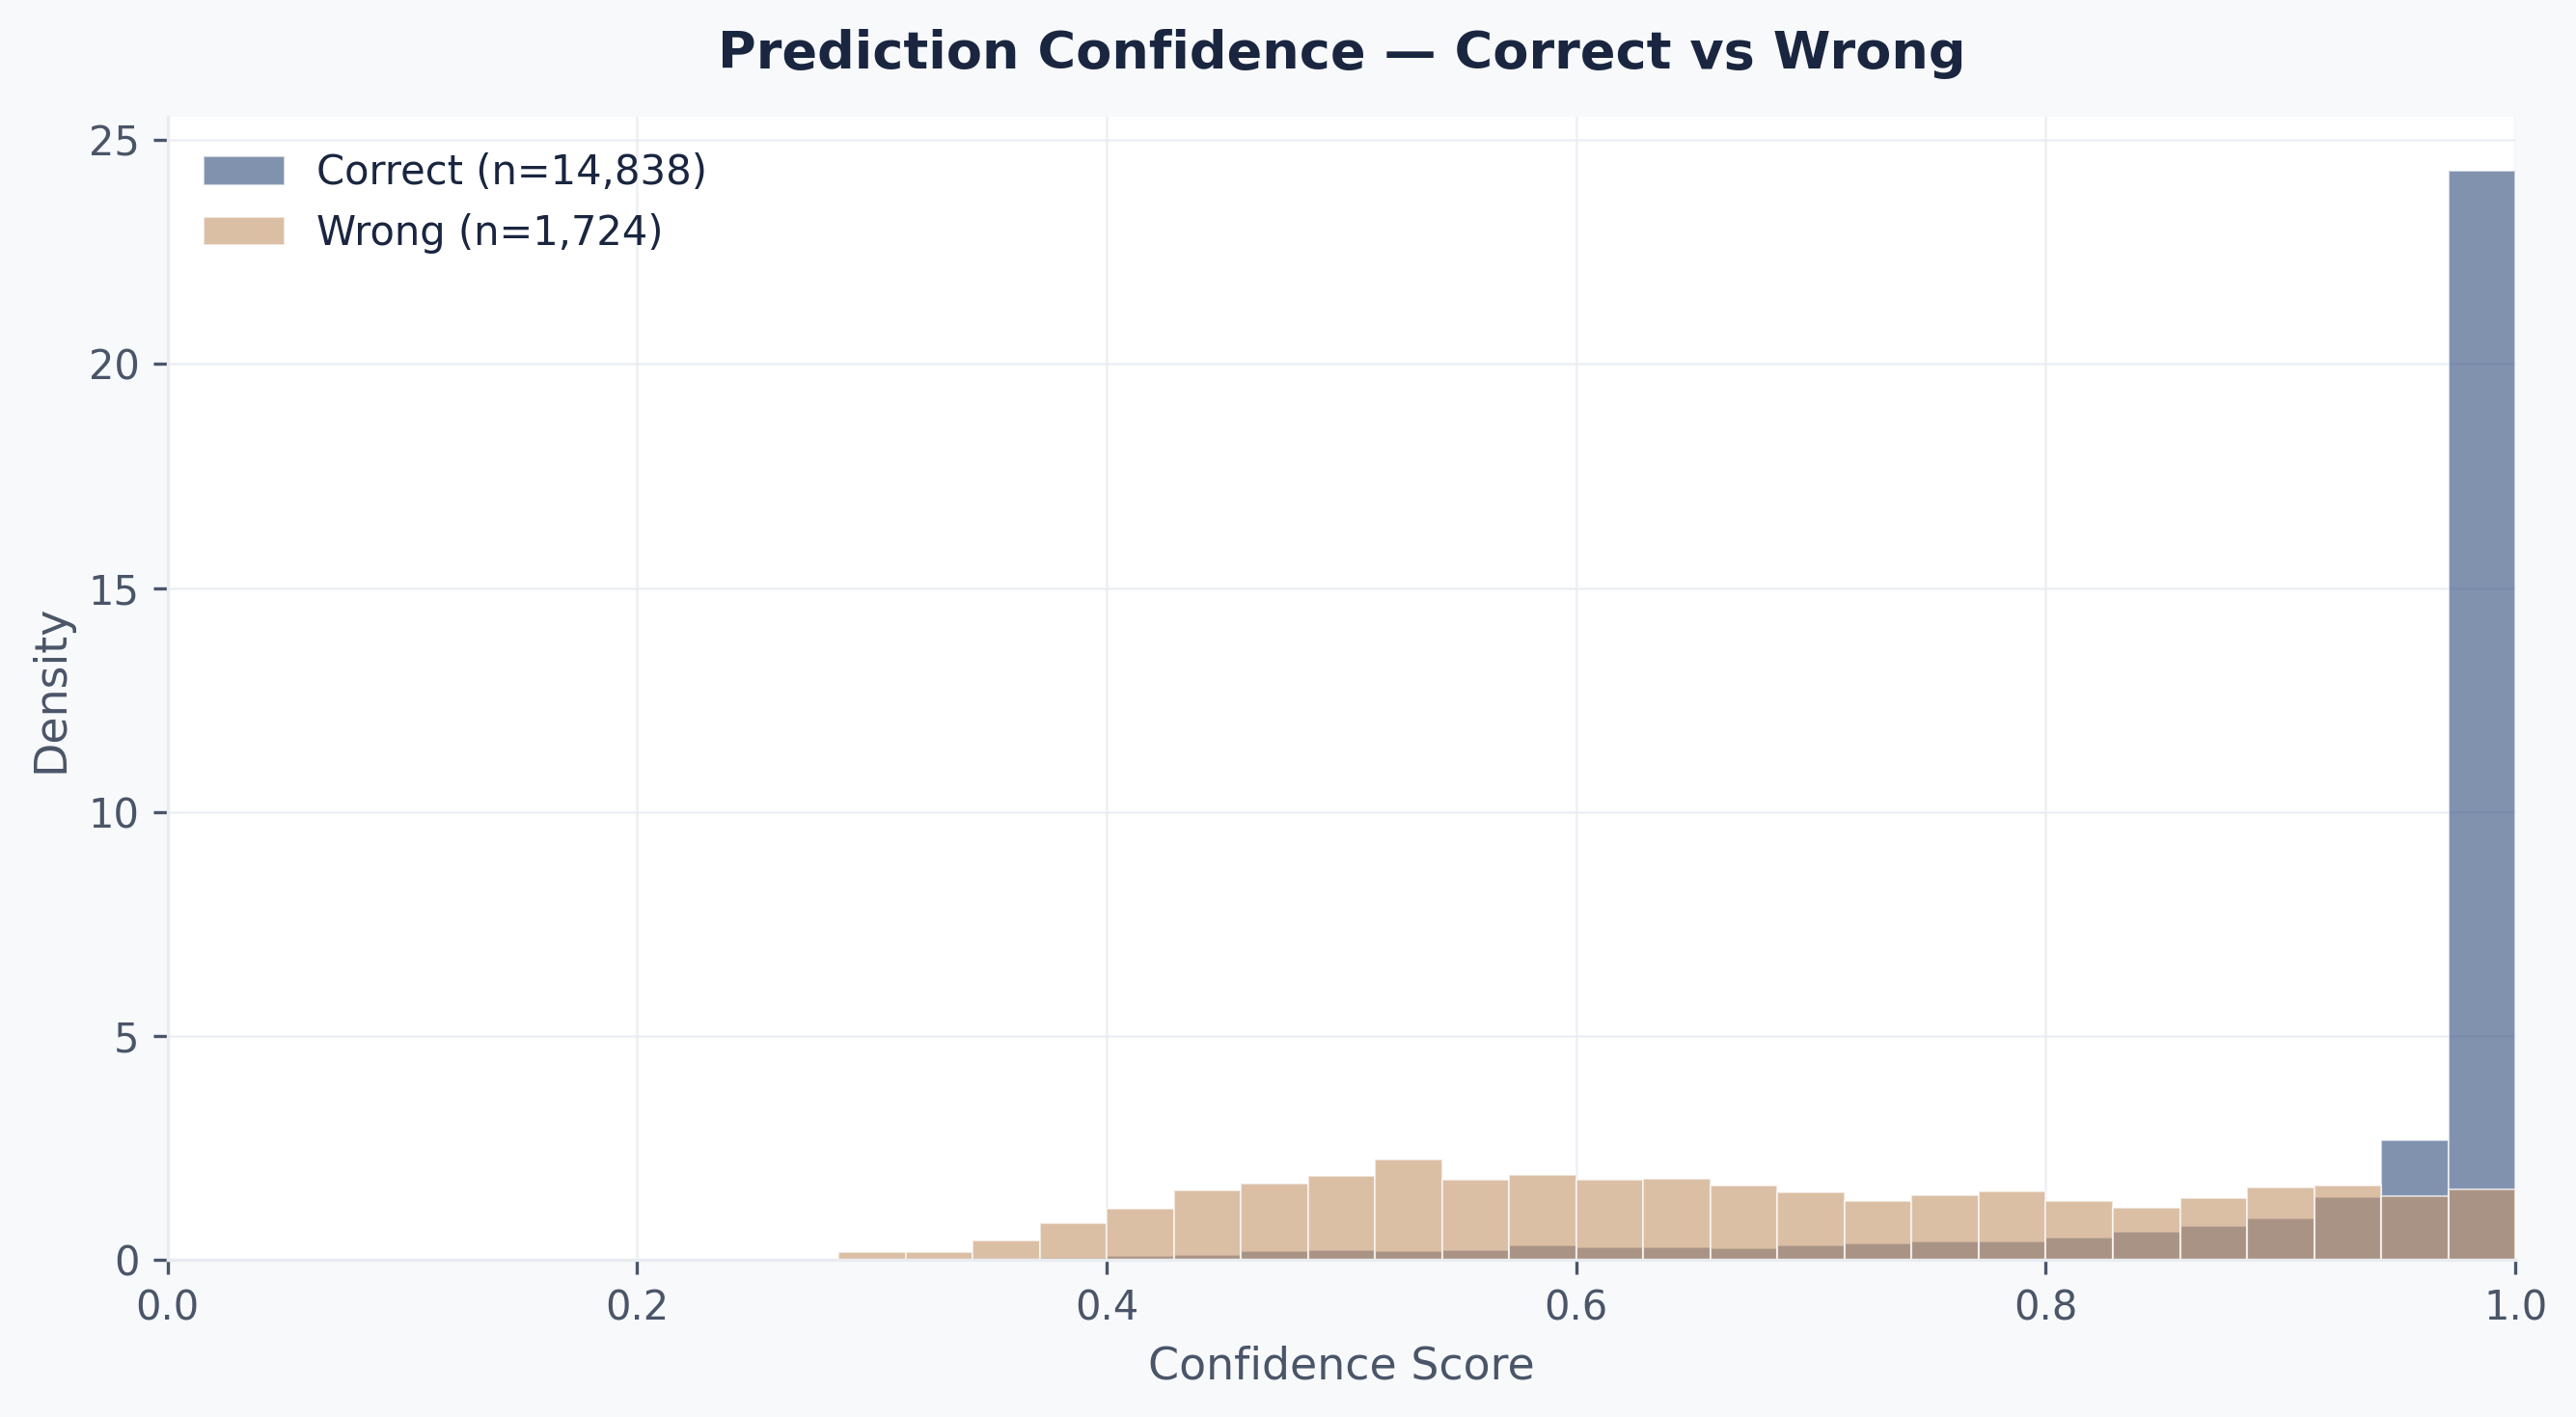 Prediction Confidence — Correct vs Wrong
Correct (n=14,838)
Wrong (n=1,724)
25
20
15
10
5
0
Density
0.0 0.2 0.4 0.6 0.8 1.0
Confidence Score